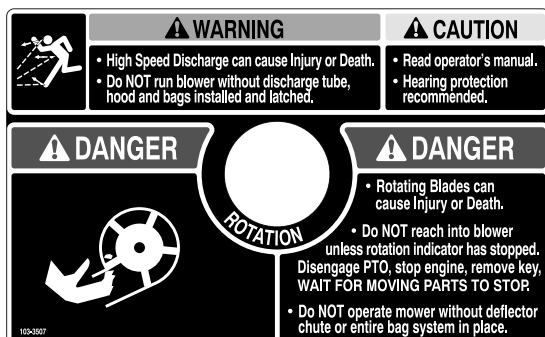 WARNING
• High Speed Discharge can cause Injury or Death.
• Do NOT run blower without discharge tube,
hood and bags installed and latched.
CAUTION
• Read operator's manual.
• Hearing protection
recommended.
DANGER
ROTATION
DANGER
• Rotating Blades can
cause Injury or Death.
• Do NOT reach into blower
unless rotation indicator has stopped.
Disengage PTO, stop engine, remove key,
WAIT FOR MOVING PARTS TO STOP.
• Do NOT operate mower without deflector
chute or entire bag system in place.
103-3507